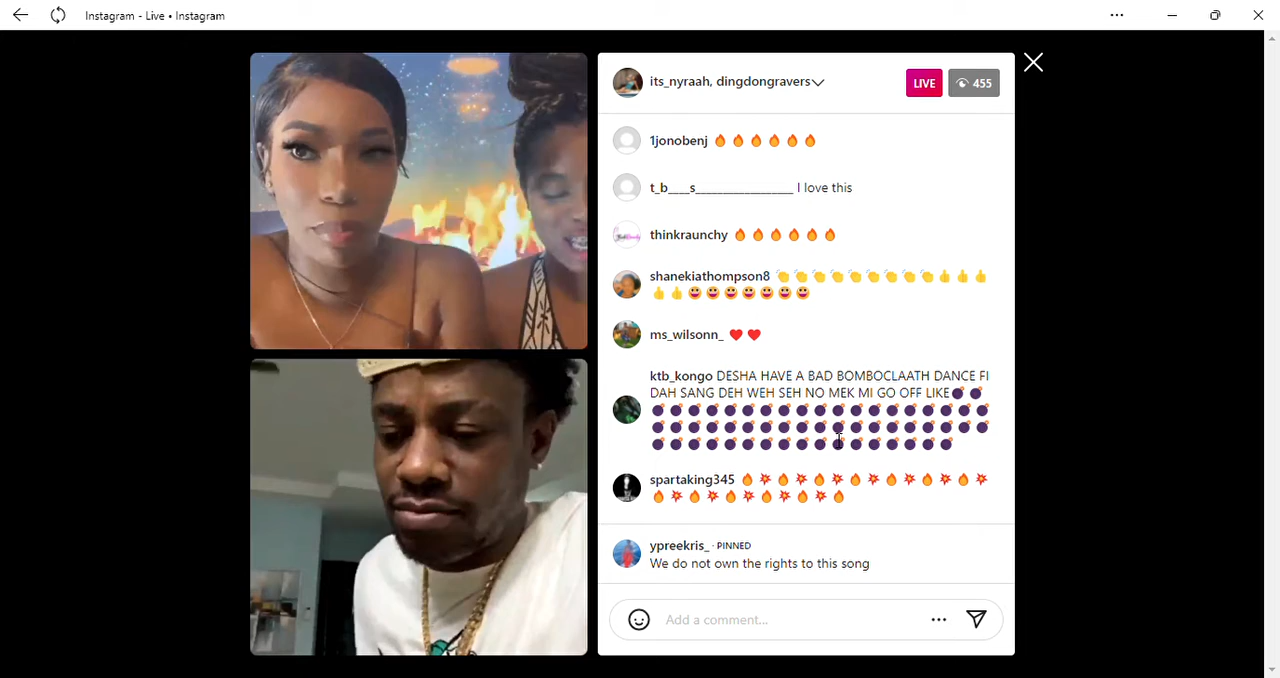 Instagram - Live • Instagram
its_nyraah, dingdongravers
LIVE
455
1jonobenj 🔥🔥🔥🔥🔥🔥
t_b____s__________________ I love this
thinkraunchy 🔥🔥🔥🔥🔥🔥
shanekiathompson8 👏👏👏👏👏👏👏👏👏👍👍👍
👍👍😀😀😀😀😀😀😀
ms_wilsonn_ ❤️❤️
ktb_kongo DESHA HAVE A BAD BOMBOCLAATH DANCE FI
DAH SANG DEH WEH SEH NO MEK MI GO OFF LIKE💣💣
💣💣💣💣💣💣💣💣💣💣💣💣💣💣💣💣💣💣💣
💣💣💣💣💣💣💣💣💣💣💣💣💣💣💣💣💣💣💣
💣💣💣💣💣💣💣💣💣💣💣💣💣💣💣💣💣
spartaking345 🔥💥🔥💥🔥💥🔥💥🔥💥🔥💥🔥💥
🔥💥🔥💥🔥💥🔥💥🔥💥🔥
ypreekris_ · PINNED
We do not own the rights to this song
Add a comment...